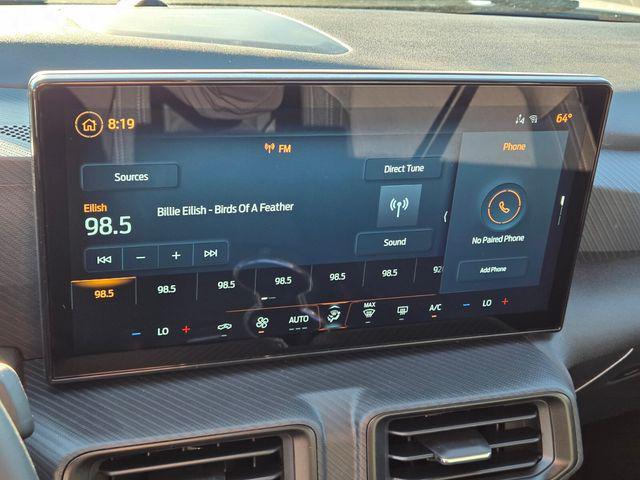 8:19
64°
FM
Phone
Sources
Direct Tune
Eilish
98.5
Billie Eilish - Birds Of A Feather
Sound
No Paired Phone
Add Phone
98.5 98.5 98.5 98.5 98.5 98.5 92
- LO + AUTO MAX A/C - LO +